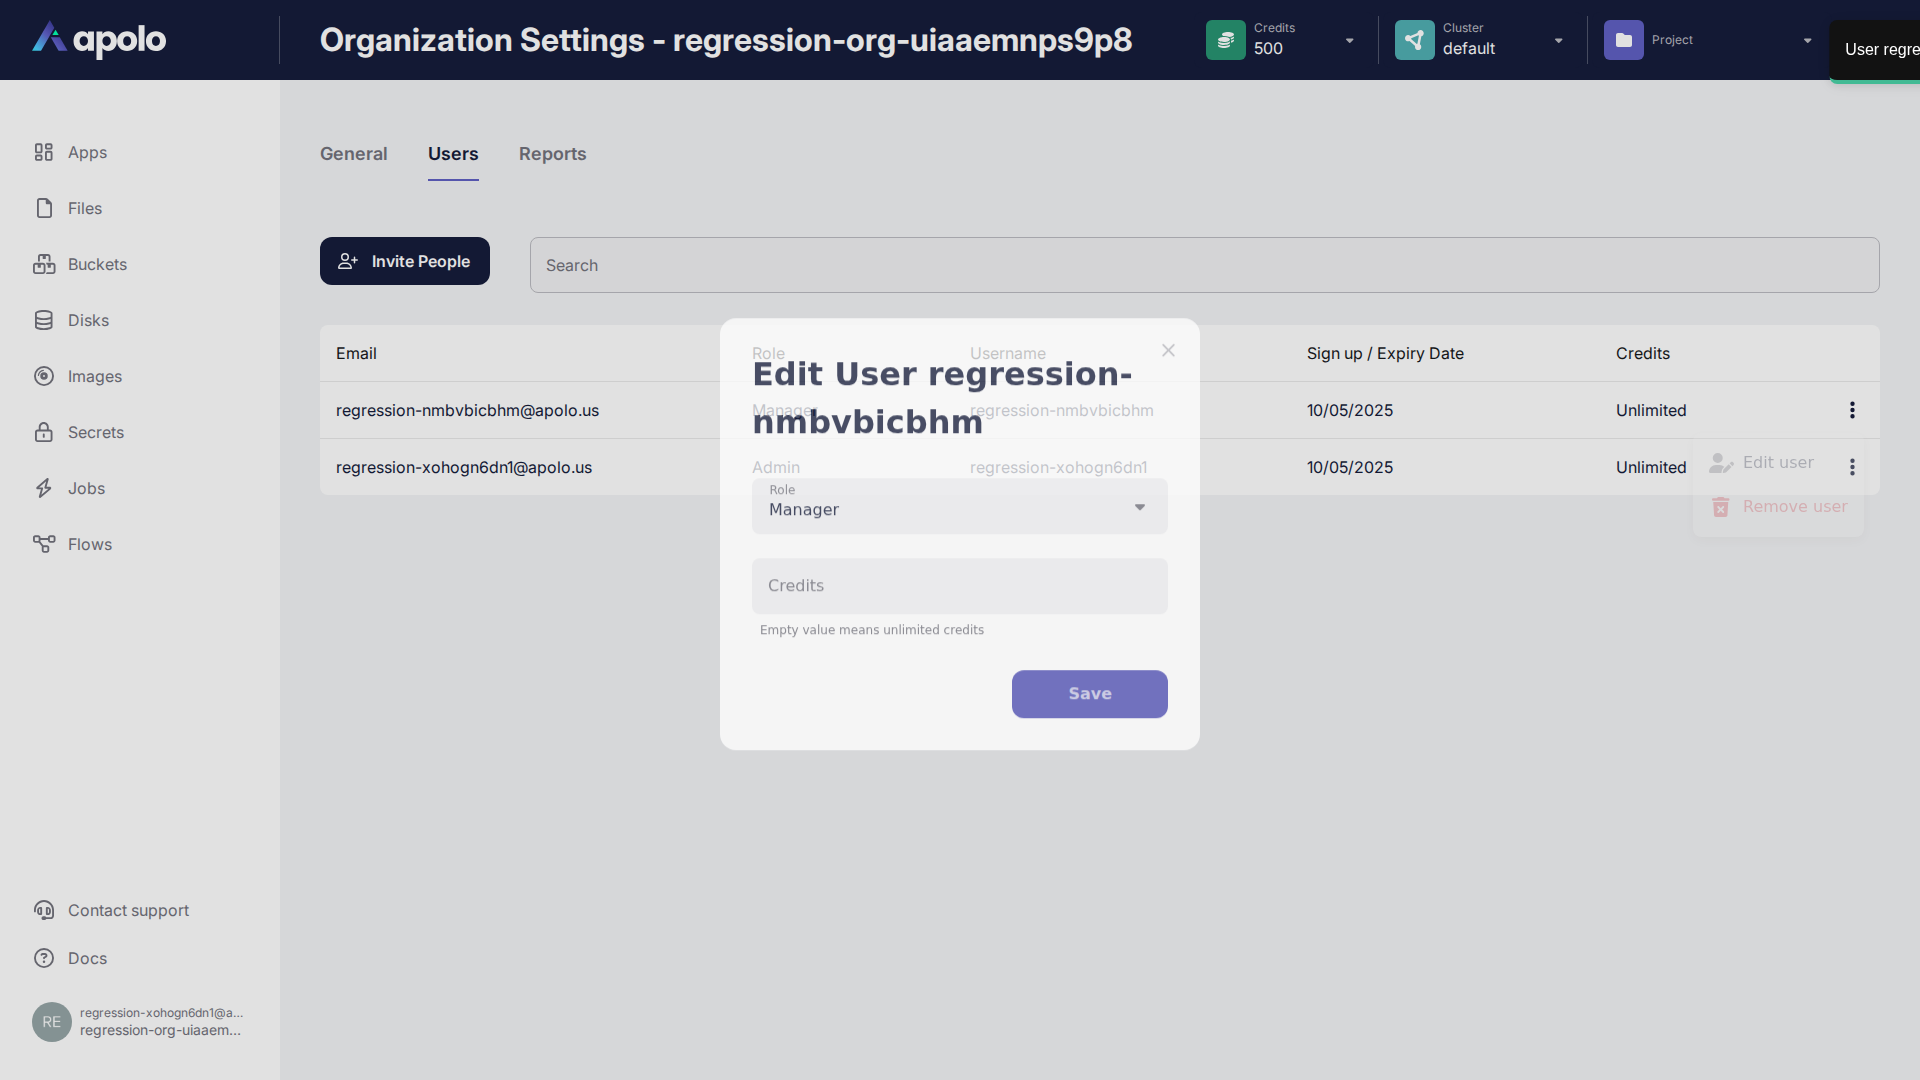 apolo
Organization Settings - regression-org-uiaaemnps9p8
Credits
500
Cluster
default
Project
User regre
Apps
Files
Buckets
Disks
Images
Secrets
Jobs
Flows
General
Users
Reports
Invite People
Search
Email
Role
Username
Sign up / Expiry Date
Credits
regression-nmbvbicbhm@apolo.us
Manager
regression-nmbvbicbhm
10/05/2025
Unlimited
regression-xohogn6dn1@apolo.us
Admin
regression-xohogn6dn1
10/05/2025
Unlimited
Edit user
Remove user
Edit User regression-
nmbvbicbhm
Role
Manager
Credits
Empty value means unlimited credits
Save
Contact support
Docs
RE
regression-xohogn6dn1@a...
regression-org-uiaaem...